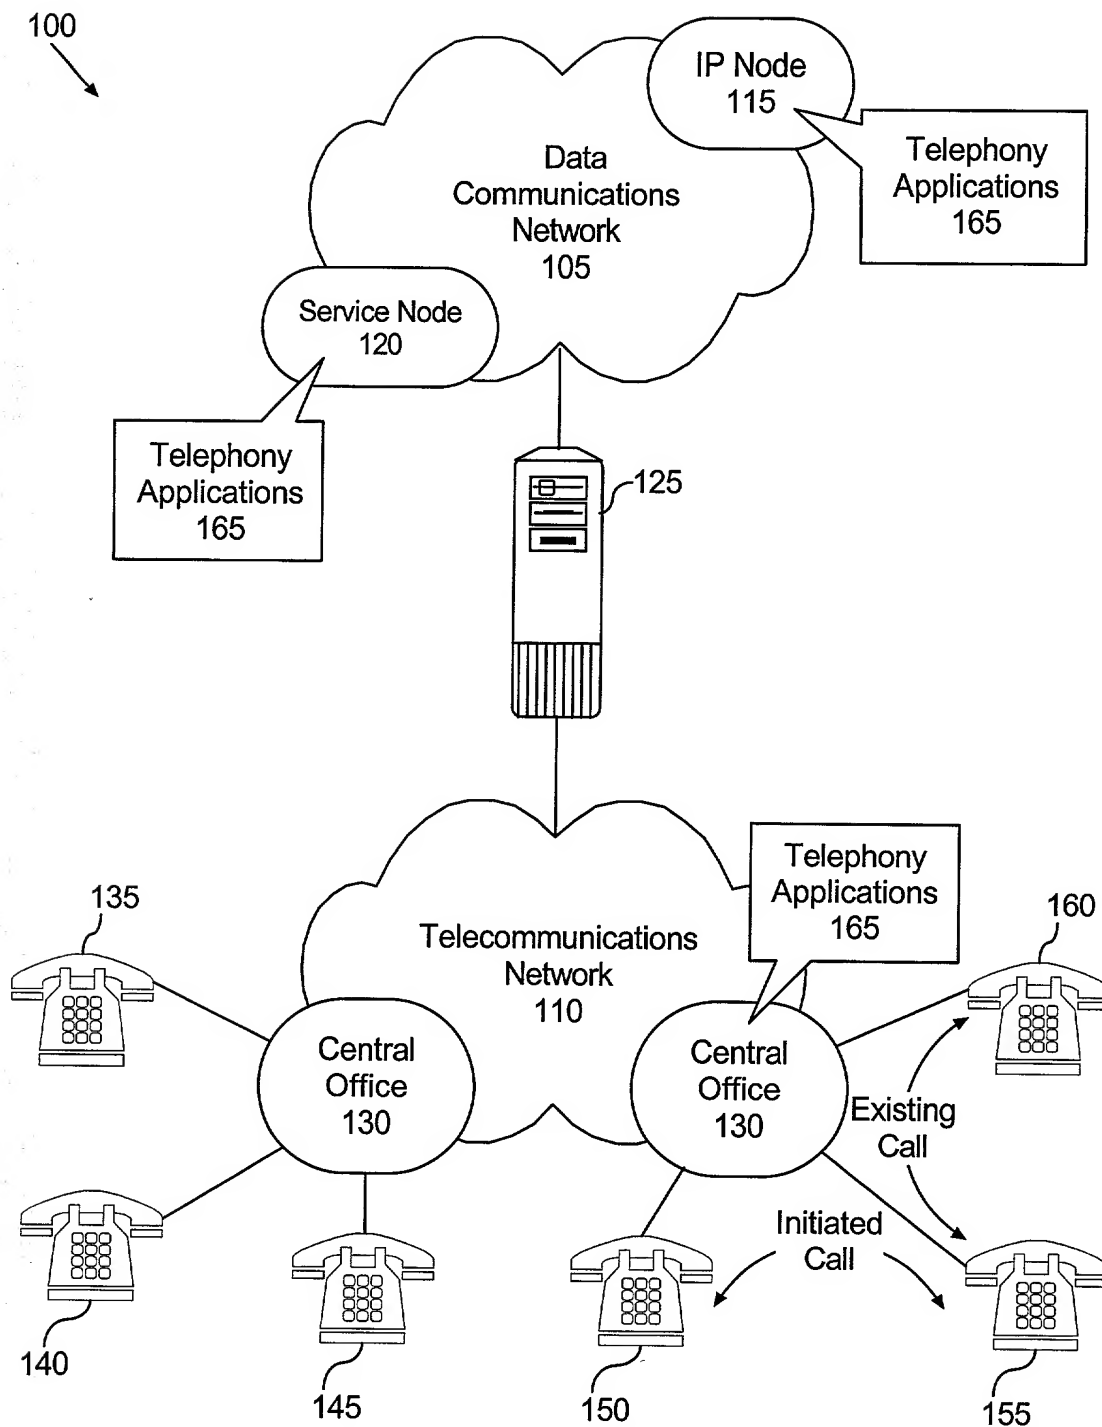 100
IP Node
115
Telephony
Applications
165
Data
Communications
Network
105
Service Node
120
Telephony
Applications
165
125
Telephony
Applications
165
135
160
Telecommunications
Network
110
Central
Office
130
Central
Office
130
Existing
Call
Initiated
Call
140
145
150
155